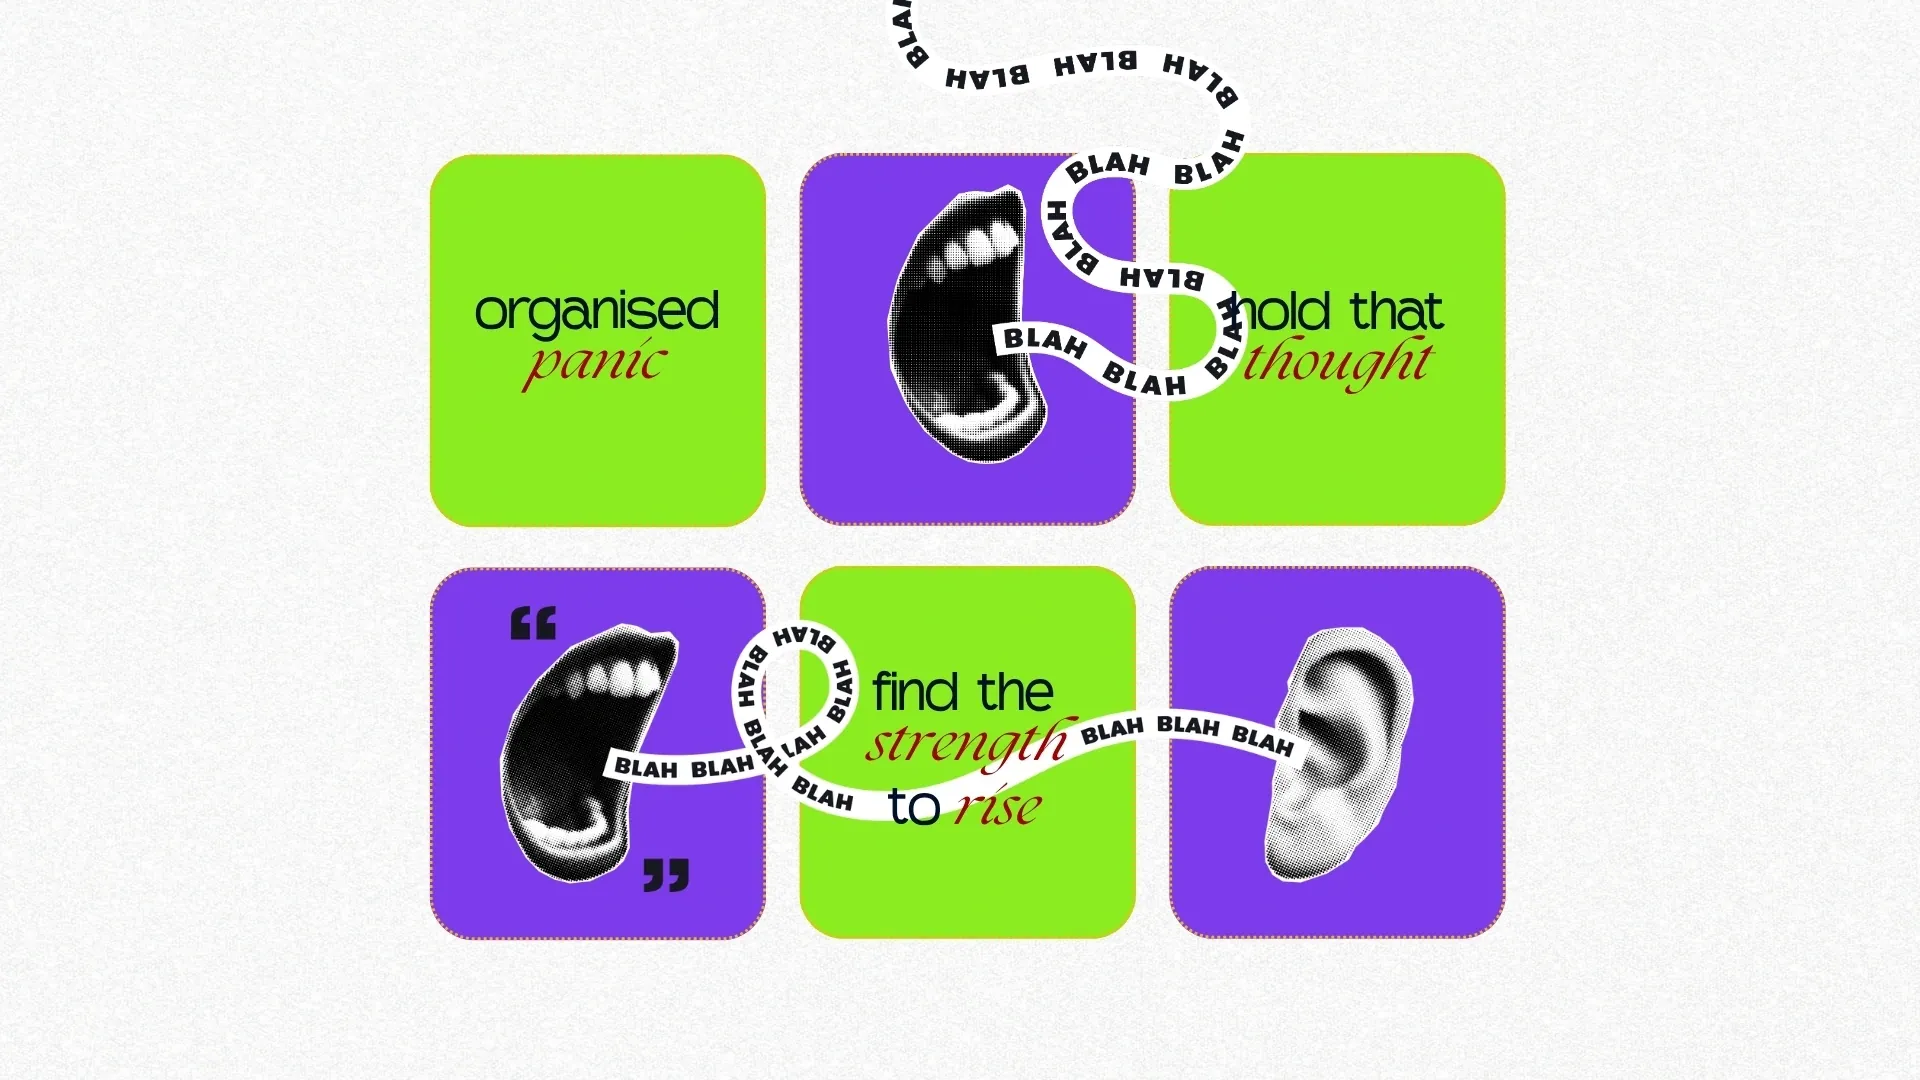 BLAH BLAH BLAH BLAH
BLAH BLAH
BLAH BLAH
BLAH BLAH BLAH
organised
panic
hold that
thought
“
BLAH BLAH LAH BLAH BLAH BLAH BLAH BLAH
BLAH BLAH BLAH
”
find the
strength
to rise